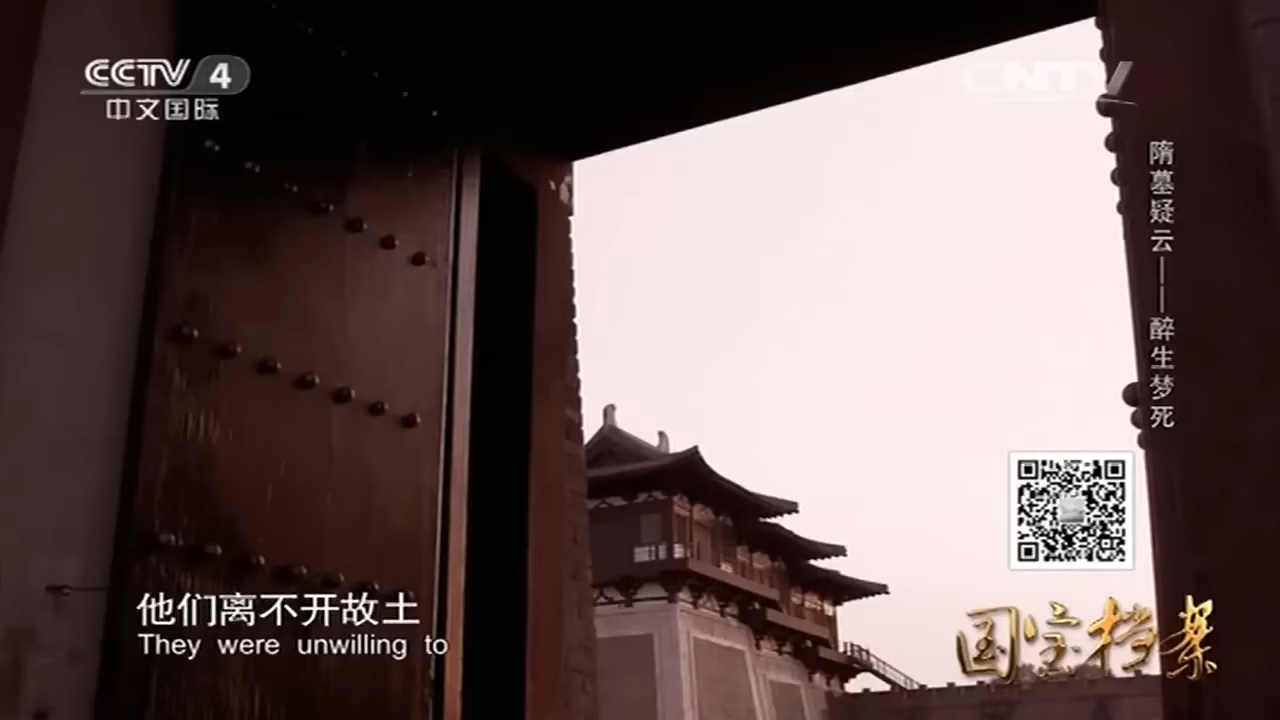 CCTV 4
中文国际
CNTV
隋墓疑云——醉生梦死
他们离不开故土
They were unwilling to
国宝档案